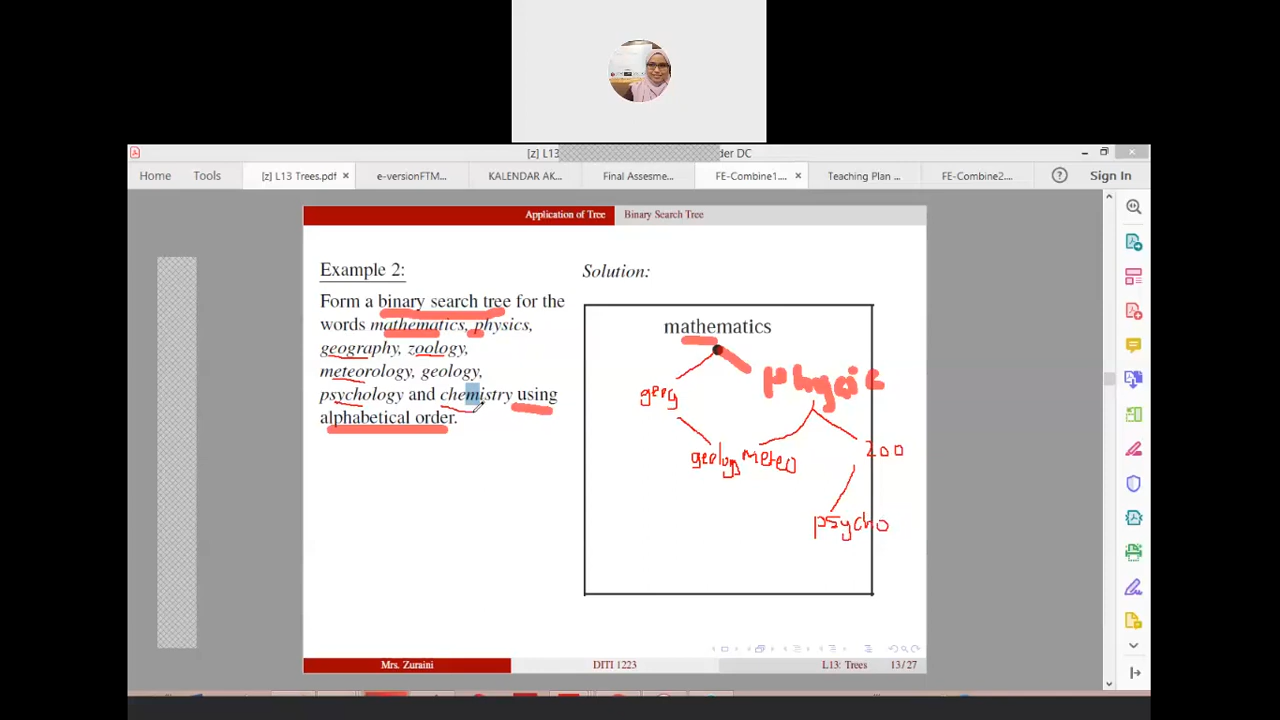 [z] L13
der DC
Home
Tools
[z] L13 Trees.pdf
e-versionFTM...
KALENDAR AK...
Final Assesme...
FE-Combine1....
Teaching Plan ...
FE-Combine2....
Sign In
Application of Tree
Binary Search Tree
Example 2:
Form a binary search tree for the
words mathematics, physics,
geography, zoology,
meteorology, geology,
psychology and chemistry using
alphabetical order.
Solution:
mathematics
geog
physic
geolog
meteo
zoo
psycho
Mrs. Zuraini
DITI 1223
L13: Trees
13/27